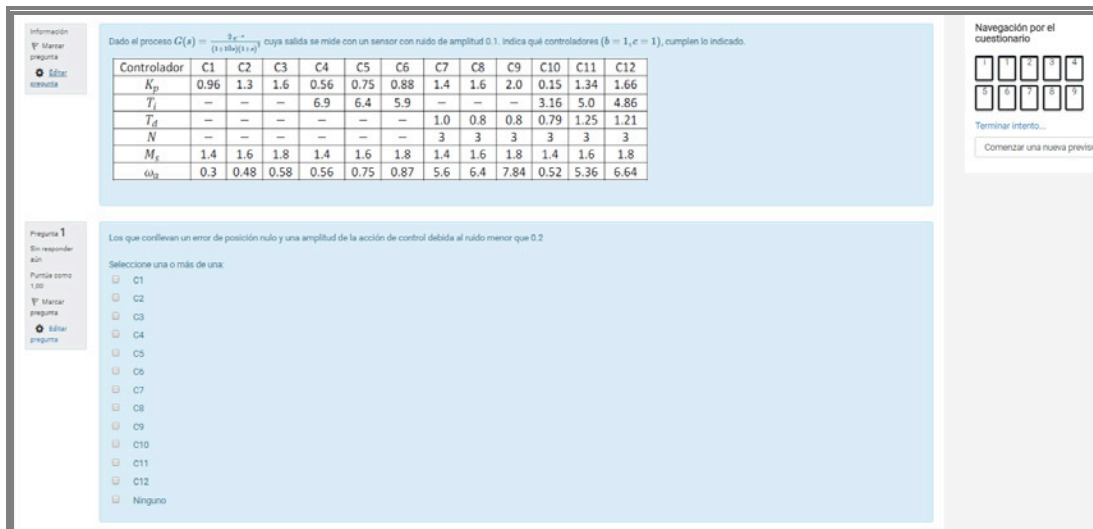 Información
Marcar
pregunta
Editar
pregunta
Dado el proceso G(s) = 2e^{-s}/((1+10s)(1+s)), cuya salida se mide con un sensor con ruido de amplitud 0.1. Indica qué controladores (b = 1, c = 1), cumplen lo indicado.
Controlador C1 C2 C3 C4 C5 C6 C7 C8 C9 C10 C11 C12
K_p 0.96 1.3 1.6 0.56 0.75 0.88 1.4 1.6 2.0 0.15 1.34 1.66
T_i — — — 6.9 6.4 5.9 — — — 3.16 5.0 4.86
T_d — — — — — — 1.0 0.8 0.8 0.79 1.25 1.21
N — — — — — — 3 3 3 3 3 3
M_s 1.4 1.6 1.8 1.4 1.6 1.8 1.4 1.6 1.8 1.4 1.6 1.8
ω_u 0.3 0.48 0.58 0.56 0.75 0.87 5.6 6.4 7.84 0.52 5.36 6.64
Navegación por el
cuestionario
i 1 2 3 4
5 6 7 8 9
Terminar intento...
Comenzar una nueva previs
Pregunta 1
Sin responder
aún
Puntúa como
1,00
Marcar
pregunta
Editar
pregunta
Los que conllevan un error de posición nulo y una amplitud de la acción de control debida al ruido menor que 0.2
Seleccione una o más de una:
C1
C2
C3
C4
C5
C6
C7
C8
C9
C10
C11
C12
Ninguno